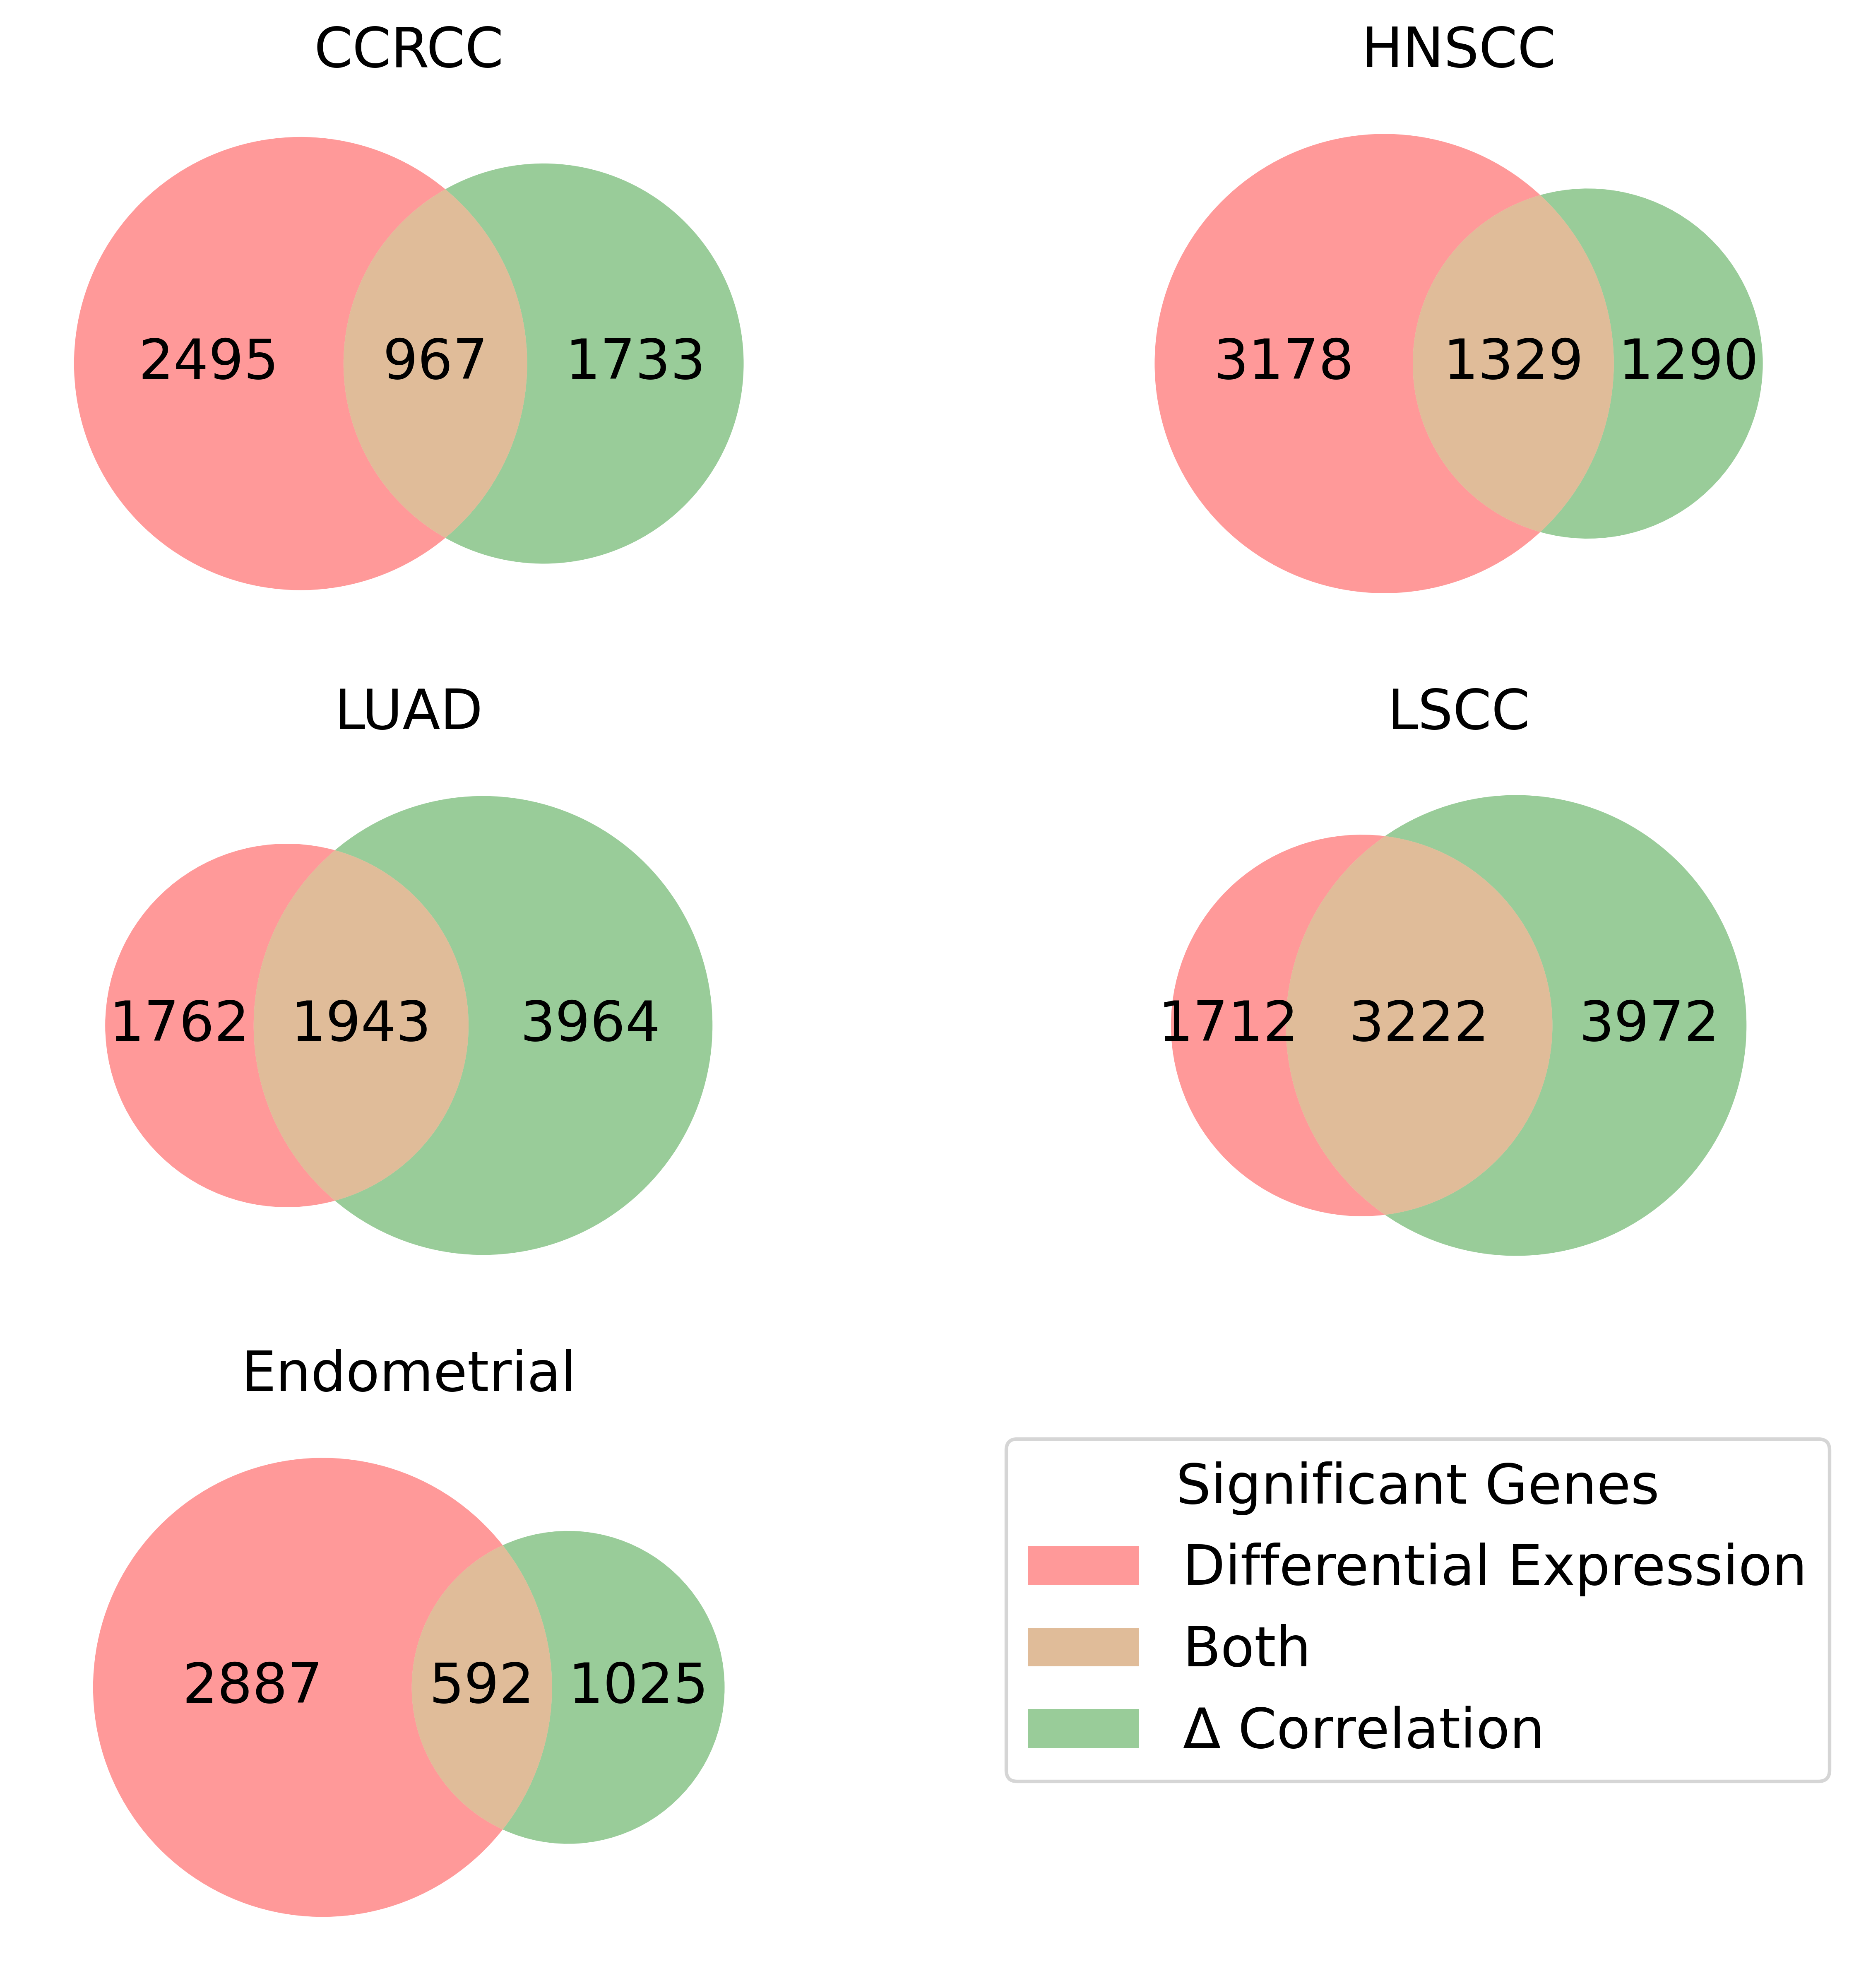 CCRCC
2495 967 1733
HNSCC
3178 1329 1290
LUAD
1762 1943 3964
LSCC
1712 3222 3972
Endometrial
2887 592 1025
Significant Genes
Differential Expression
Both
Δ Correlation